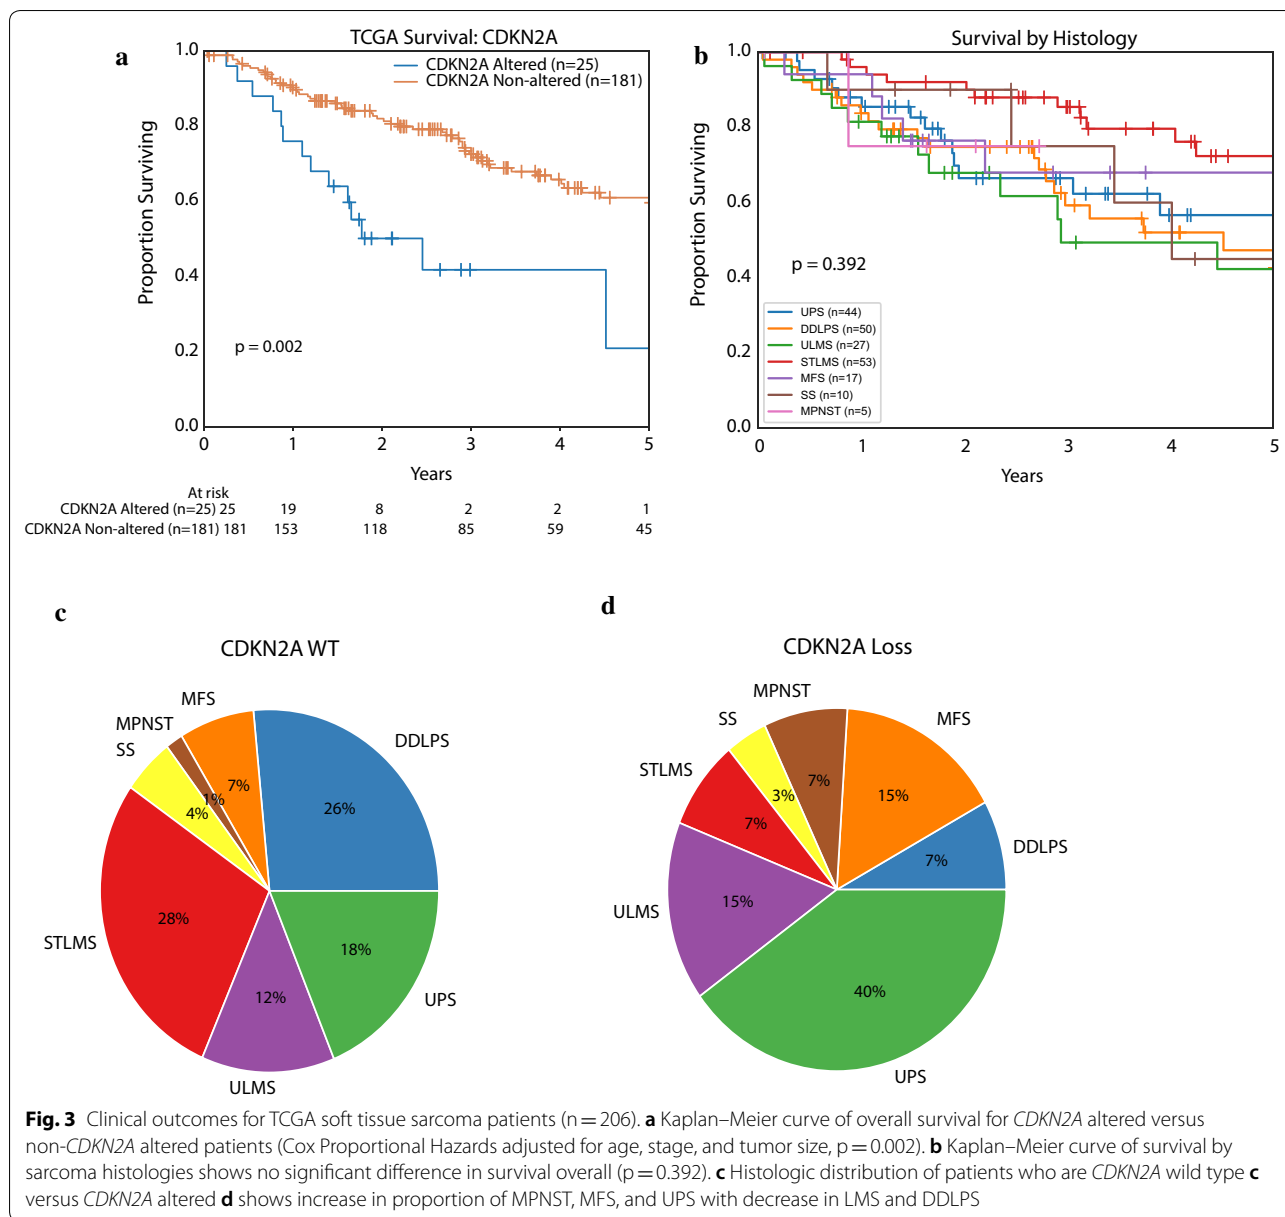 a
TCGA Survival: CDKN2A
CDKN2A Altered (n=25)
CDKN2A Non-altered (n=181)
Proportion Surviving
1.0
0.8
0.6
0.4
0.2
0.0
p = 0.002
0 1 2 3 4 5
Years
At risk
CDKN2A Altered (n=25) 25 19 8 2 2 1
CDKN2A Non-altered (n=181) 181 153 118 85 59 45
b
Survival by Histology
Proportion Surviving
1.0
0.8
0.6
0.4
0.2
0.0
p = 0.392
UPS (n=44)
DDLPS (n=50)
ULMS (n=27)
STLMS (n=53)
MFS (n=17)
SS (n=10)
MPNST (n=5)
0 1 2 3 4 5
Years
c
CDKN2A WT
MFS
MPNST
SS
DDLPS
STLMS
UPS
ULMS
7%
1%
4%
26%
28%
18%
12%
d
CDKN2A Loss
MPNST
SS
MFS
STLMS
DDLPS
ULMS
UPS
7%
3%
15%
7%
7%
15%
40%
Fig. 3 Clinical outcomes for TCGA soft tissue sarcoma patients (n = 206). a Kaplan–Meier curve of overall survival for CDKN2A altered versus
non-CDKN2A altered patients (Cox Proportional Hazards adjusted for age, stage, and tumor size, p = 0.002). b Kaplan–Meier curve of survival by
sarcoma histologies shows no significant difference in survival overall (p = 0.392). c Histologic distribution of patients who are CDKN2A wild type c
versus CDKN2A altered d shows increase in proportion of MPNST, MFS, and UPS with decrease in LMS and DDLPS